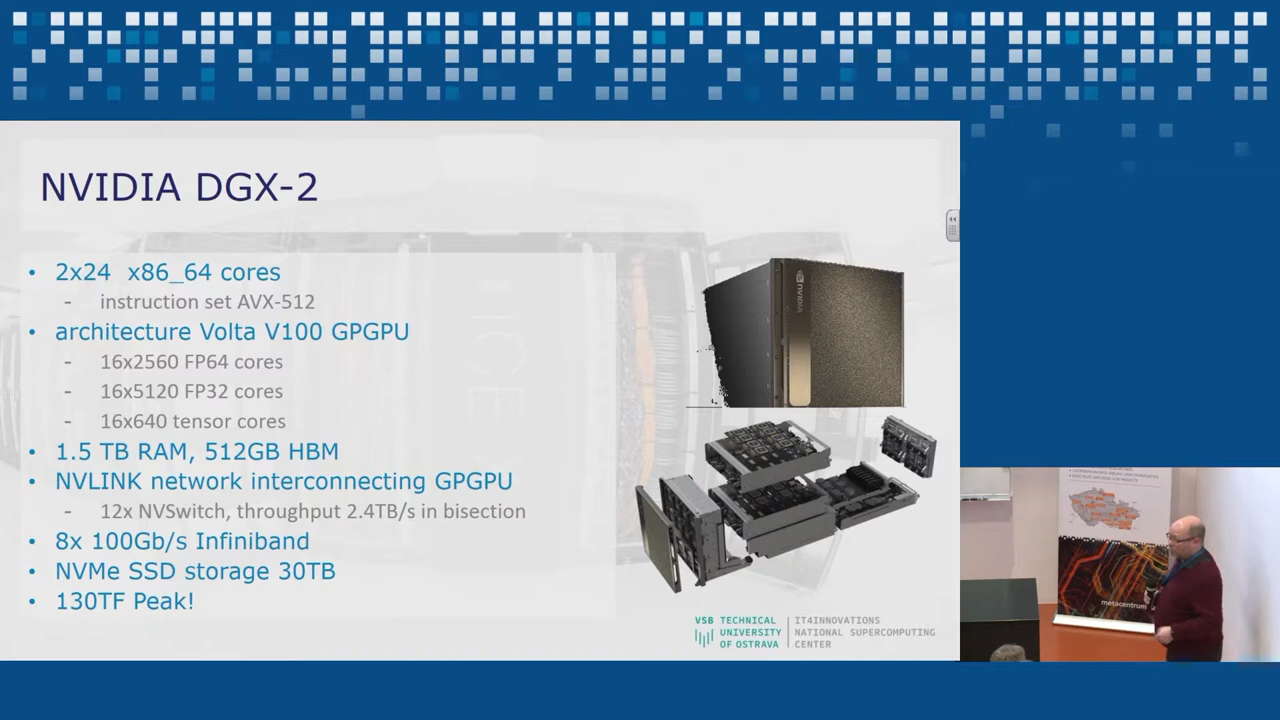 NVIDIA DGX-2
• 2x24 x86_64 cores
- instruction set AVX-512
• architecture Volta V100 GPGPU
- 16x2560 FP64 cores
- 16x5120 FP32 cores
- 16x640 tensor cores
• 1.5 TB RAM, 512GB HBM
• NVLINK network interconnecting GPGPU
- 12x NVSwitch, throughput 2.4TB/s in bisection
• 8x 100Gb/s Infiniband
• NVMe SSD storage 30TB
• 130TF Peak!
NVIDIA
VSB TECHNICAL
UNIVERSITY
OF OSTRAVA
IT4INNOVATIONS
NATIONAL SUPERCOMPUTING
CENTER
metacentrum